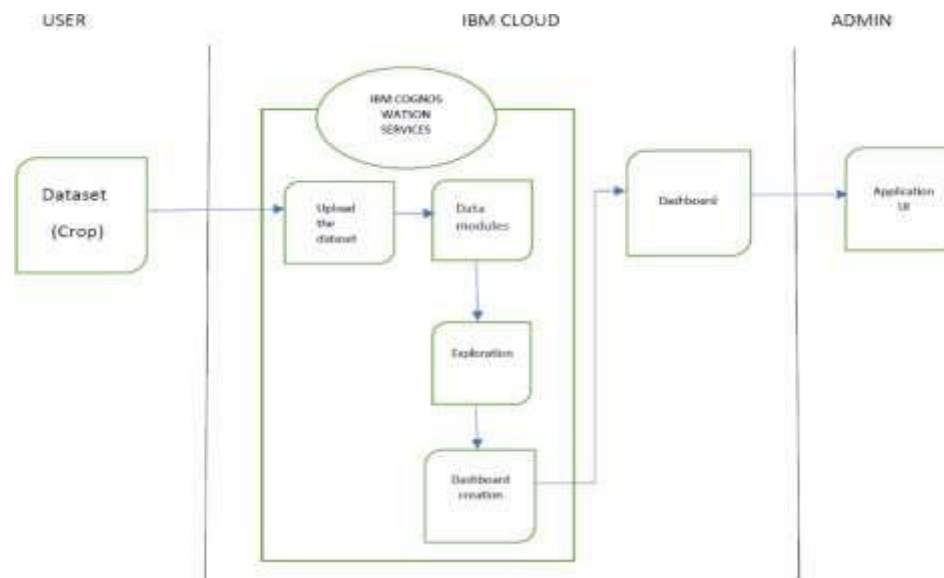 USER
IBM CLOUD
ADMIN
IBM COGNOS
WATSON
SERVICES
Dataset
(Crop)
Upload
the
dataset
Data
modules
Dashboard
Application
UI
Exploration
Dashboard
creation